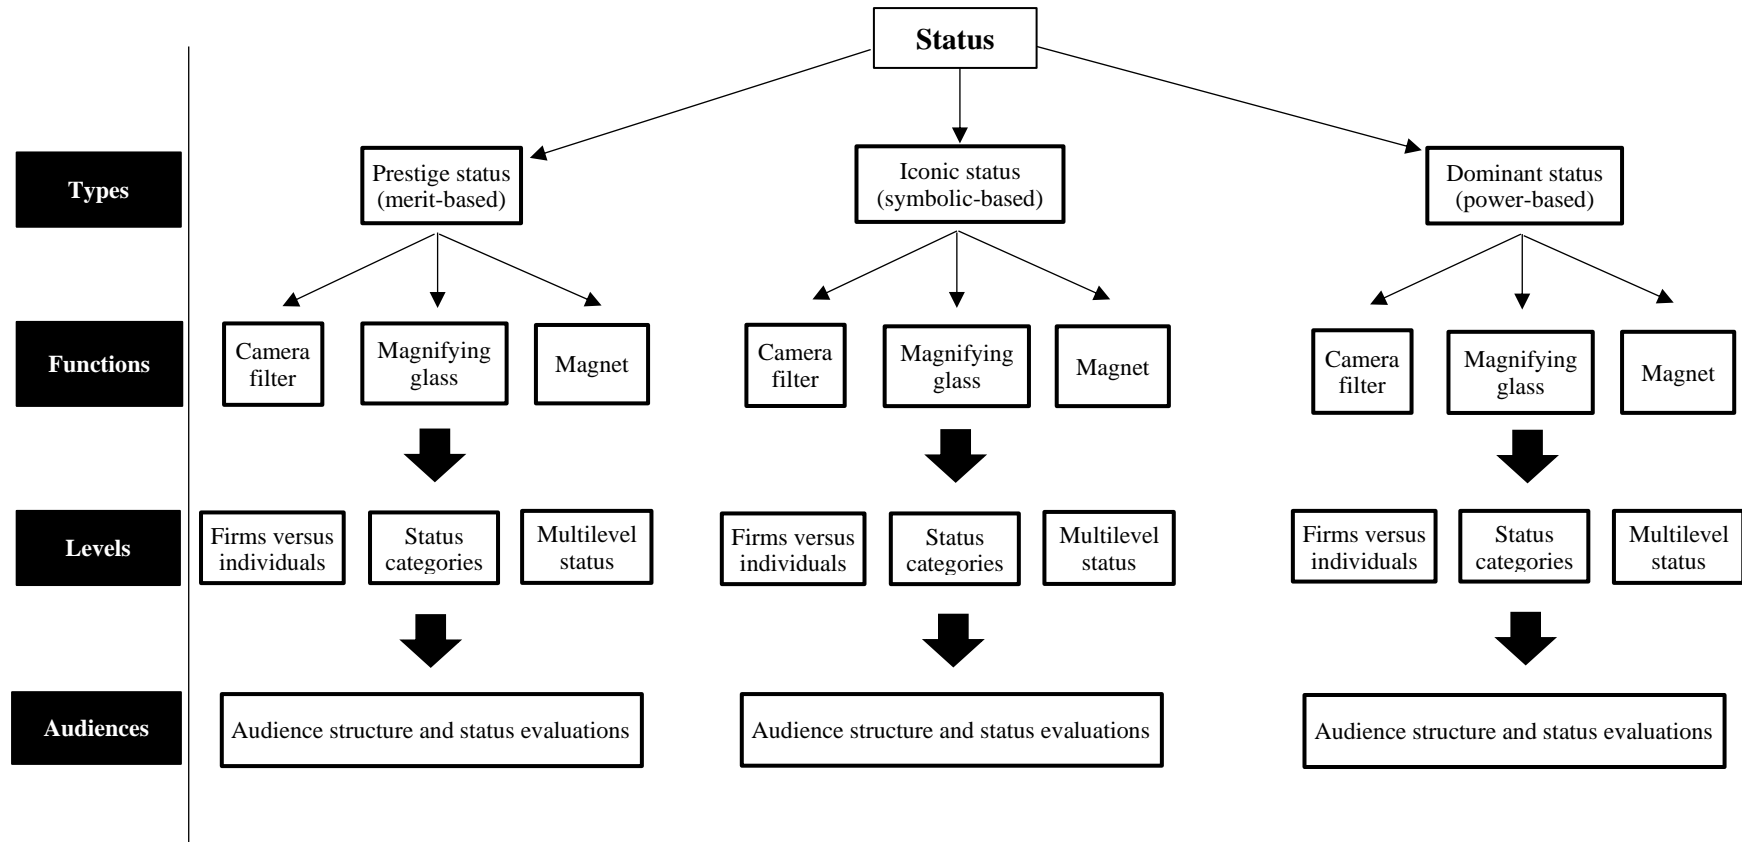 Status
Types
Prestige status
(merit-based)
Iconic status
(symbolic-based)
Dominant status
(power-based)
Functions
Camera
filter
Magnifying
glass
Magnet
Camera
filter
Magnifying
glass
Magnet
Camera
filter
Magnifying
glass
Magnet
Levels
Firms versus
individuals
Status
categories
Multilevel
status
Firms versus
individuals
Status
categories
Multilevel
status
Firms versus
individuals
Status
categories
Multilevel
status
Audiences
Audience structure and status evaluations
Audience structure and status evaluations
Audience structure and status evaluations